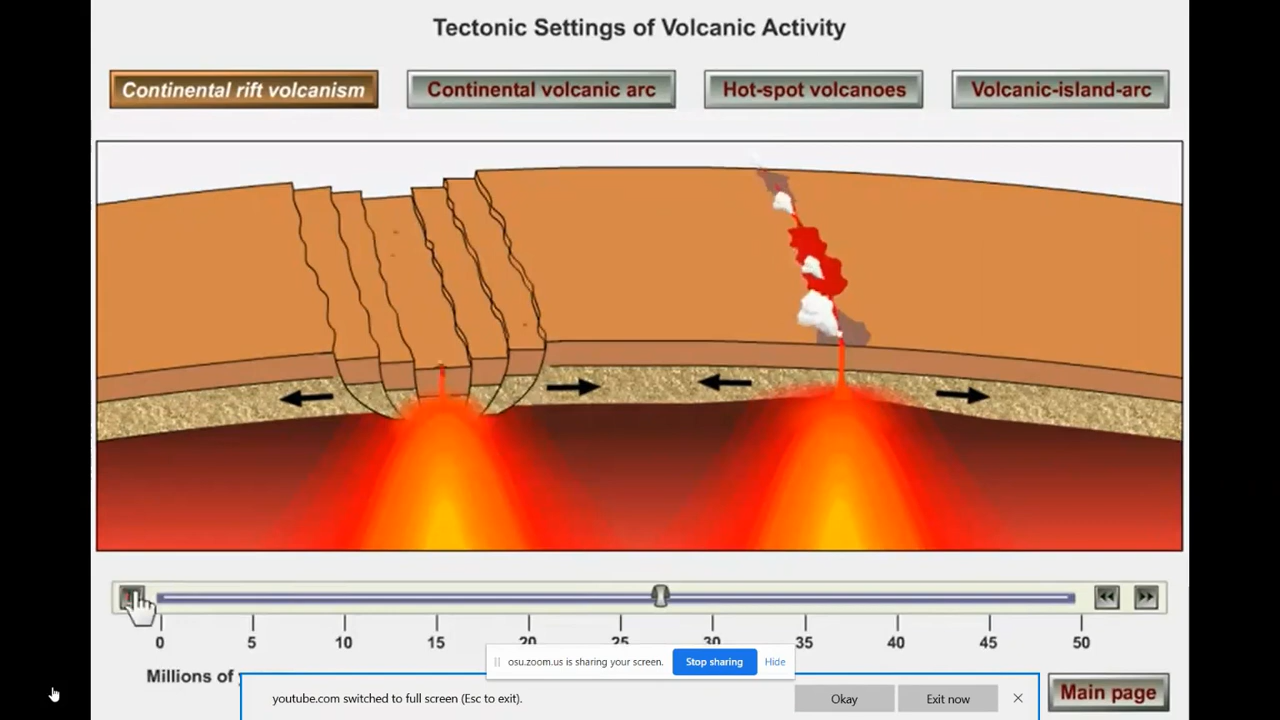 Tectonic Settings of Volcanic Activity
Continental rift volcanism
Continental volcanic arc
Hot-spot volcanoes
Volcanic-island-arc
0 5 10 15 20 25 30 35 40 45 50
osu.zoom.us is sharing your screen. Stop sharing Hide
Millions of
youtube.com switched to full screen (Esc to exit). Okay Exit now
Main page